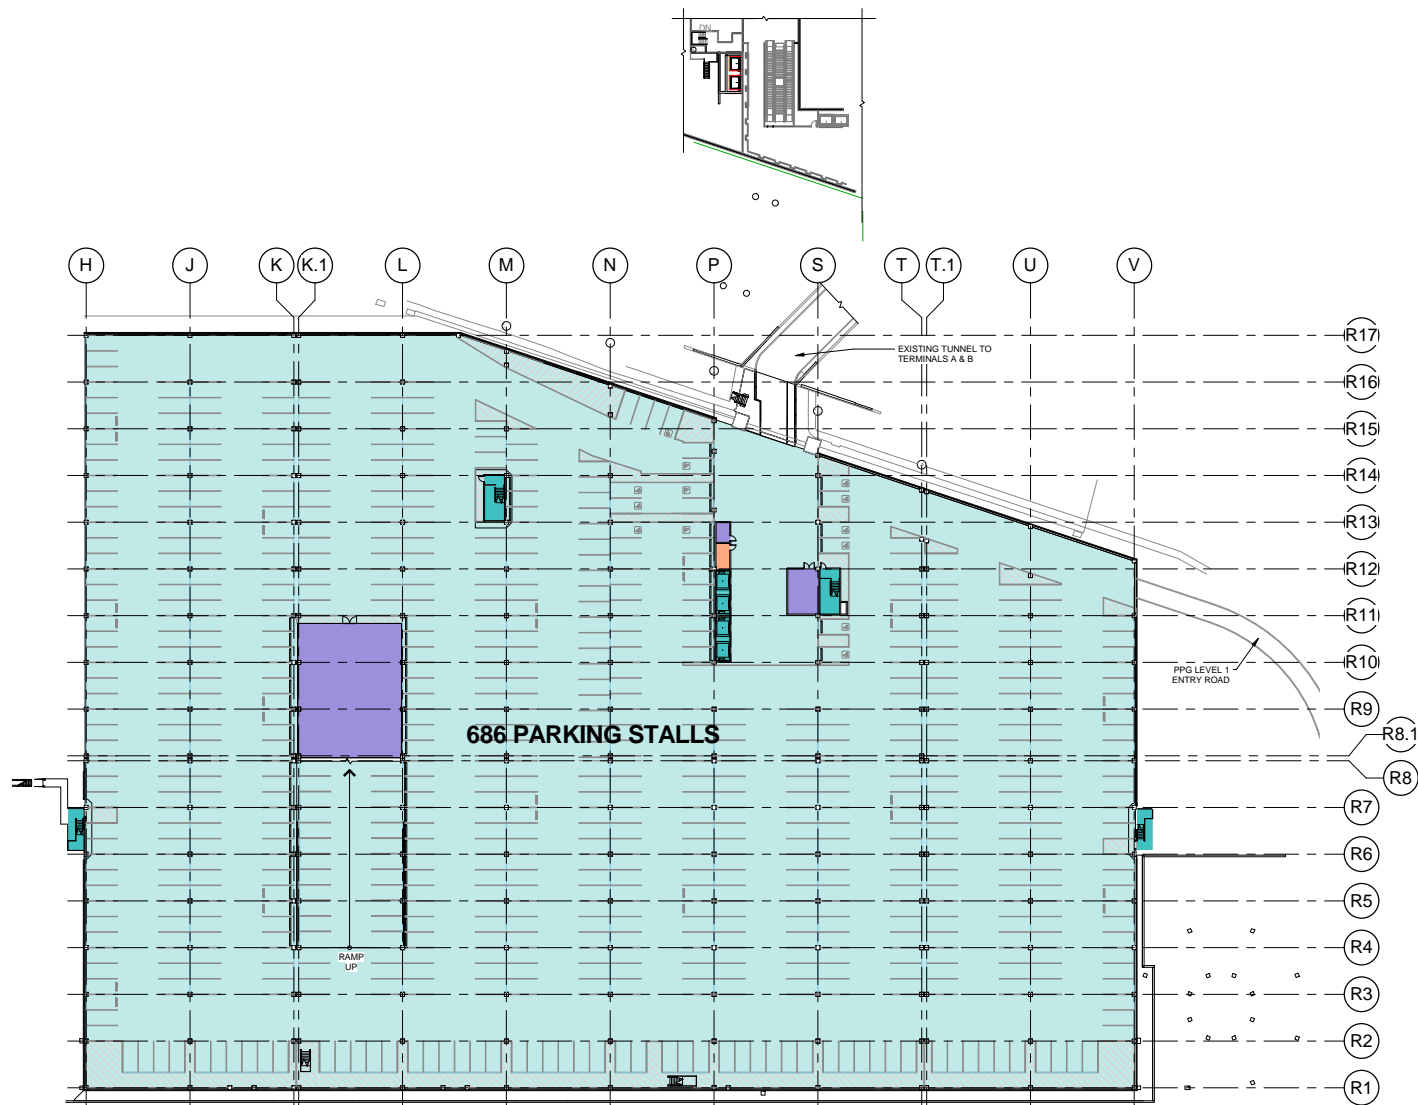 DN
H J K K.1 L M N P S T T.1 U V
R17
EXISTING TUNNEL TO
TERMINALS A & B
R16
R15
R14
R13
R12
R11
R10
PPG LEVEL 1
ENTRY ROAD
R9
686 PARKING STALLS
R8.1
R8
R7
R6
R5
R4
RAMP
UP
R3
R2
R1